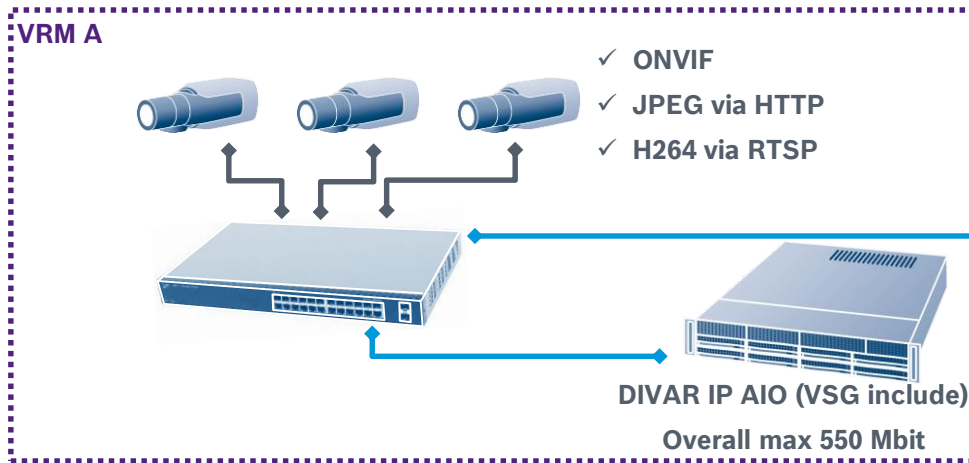 VRM A
✓ ONVIF
✓ JPEG via HTTP
✓ H264 via RTSP
DIVAR IP AIO (VSG include)
Overall max 550 Mbit